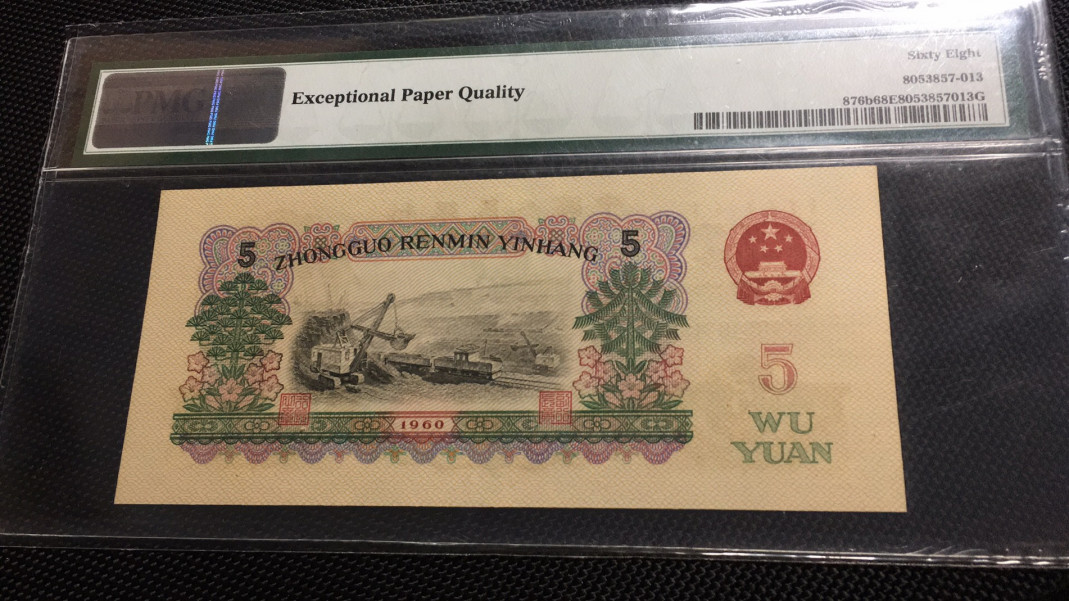 Sixty Eight
PMG
Exceptional Paper Quality
8053857-013
876b68E8053857013G
5 ZHONGGUO RENMIN YINHANG 5
5
1960
WU
YUAN